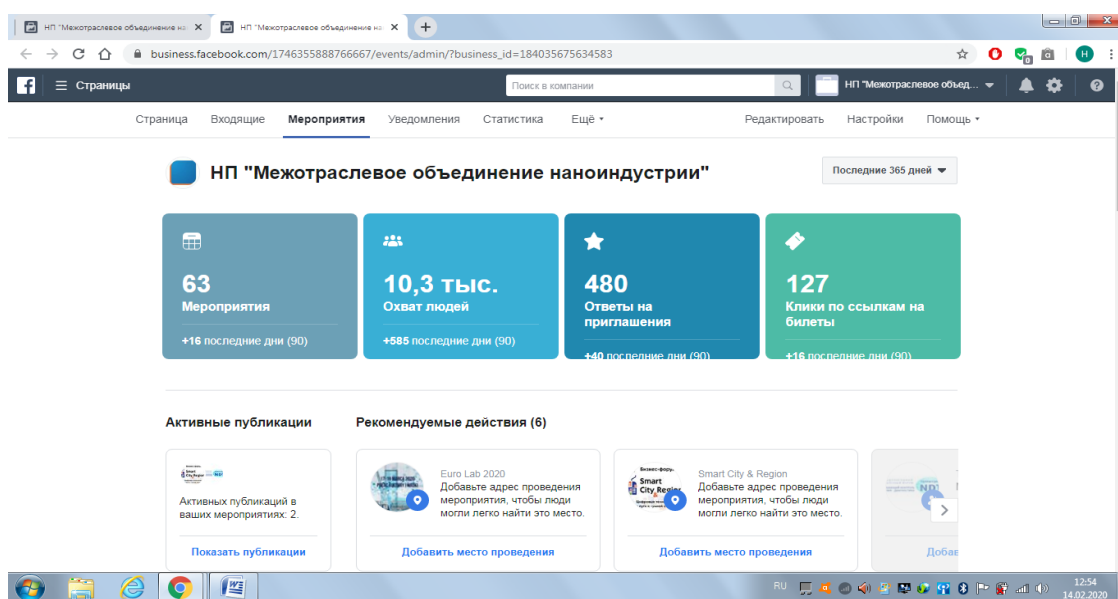 НП "Межотраслевое объединение на
НП "Межотраслевое объединение на
business.facebook.com/1746355888766667/events/admin/?business_id=184035675634583
Страницы
Поиск в компании
НП "Межотраслевое объед...
Страница Входящие Мероприятия Уведомления Статистика Ещё
Редактировать Настройки Помощь
НП "Межотраслевое объединение наноиндустрии"
Последние 365 дней
63
Мероприятия
+16 последние дни (90)
10,3 тыс.
Охват людей
+585 последние дни (90)
480
Ответы на
приглашения
+40 последние дни (90)
127
Клики по ссылкам на
билеты
+16 последние дни (90)
Активные публикации
Рекомендуемые действия (6)
Активных публикаций в
ваших мероприятиях: 2.
Показать публикации
Euro Lab 2020
Добавьте адрес проведения
мероприятия, чтобы люди
могли легко найти это место.
Добавить место проведения
Бизнес-форум
Smart
City Region
&
Smart City & Region
Добавьте адрес проведения
мероприятия, чтобы люди
могли легко найти это место.
Добавить место проведения
Добав
RU
12:54
14.02.2020